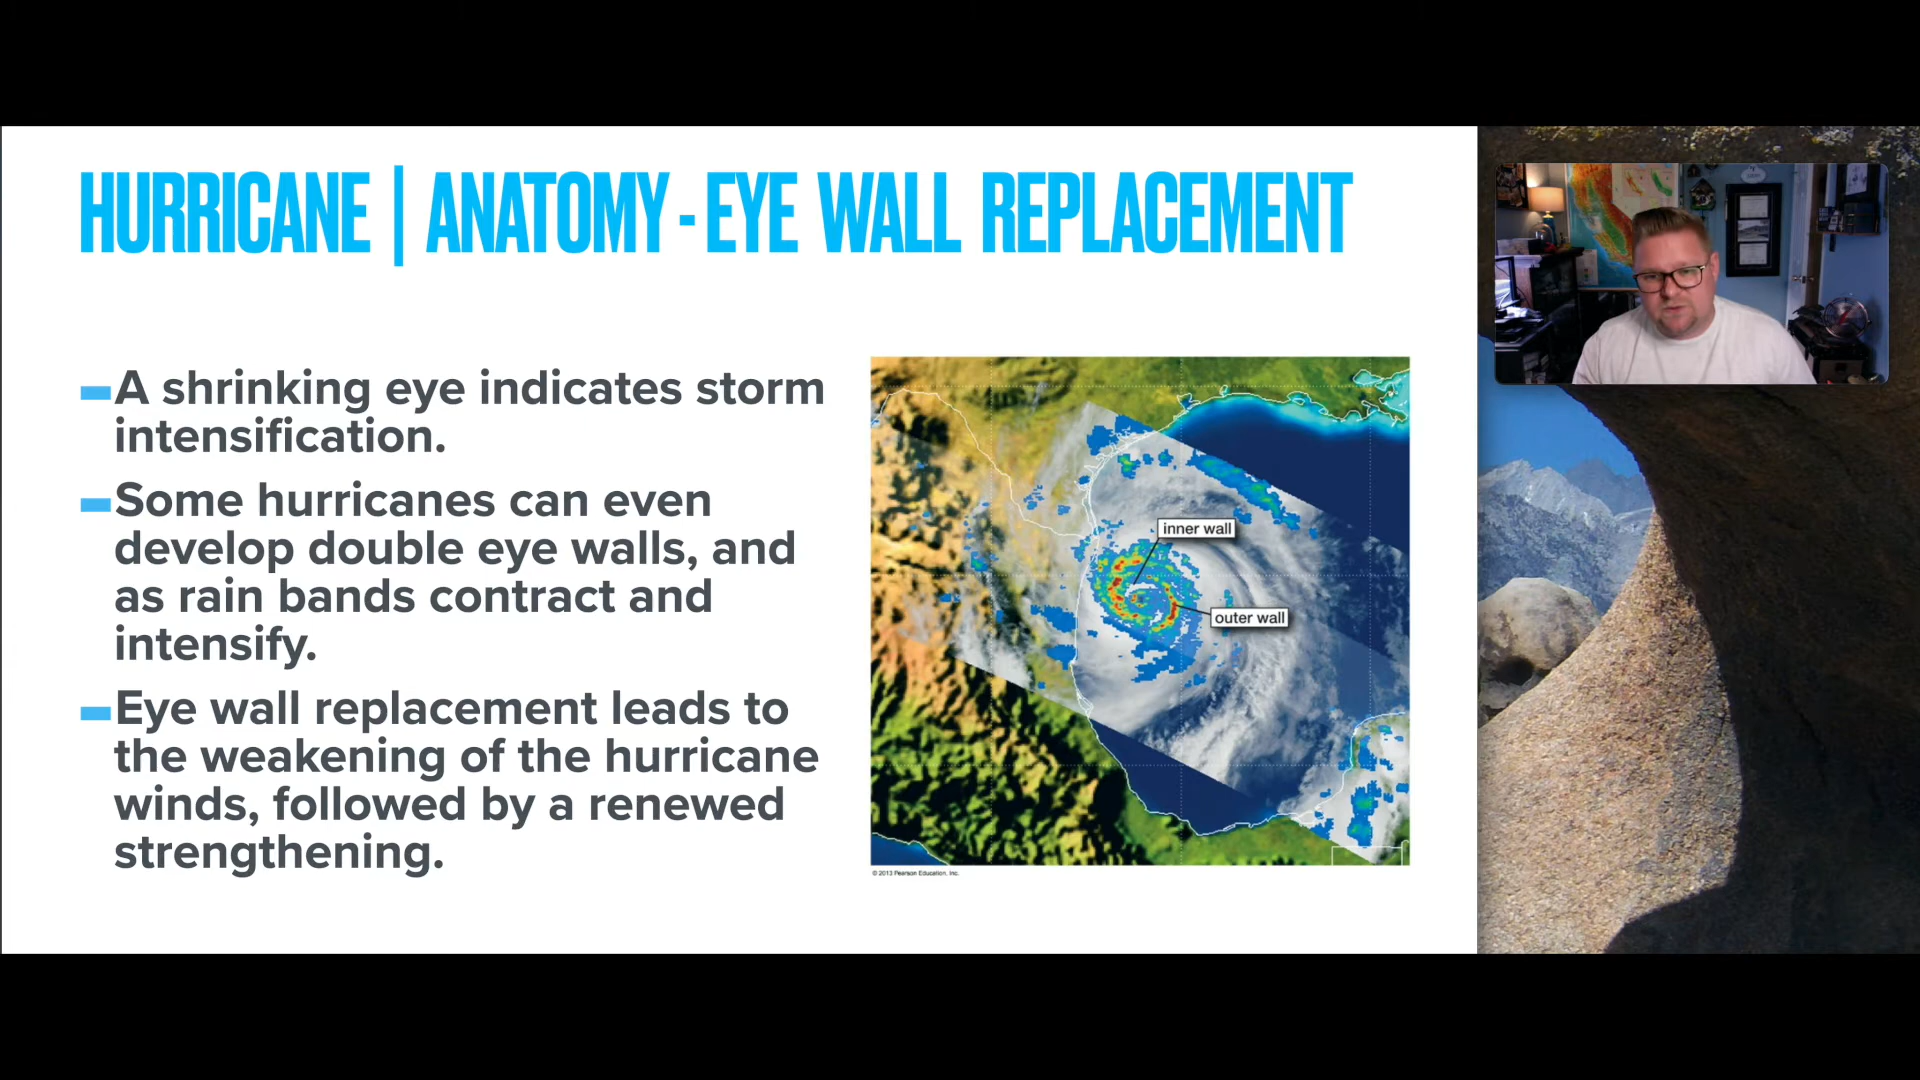 HURRICANE | ANATOMY - EYE WALL REPLACEMENT
A shrinking eye indicates storm
intensification.
Some hurricanes can even
develop double eye walls, and
as rain bands contract and
intensify.
Eye wall replacement leads to
the weakening of the hurricane
winds, followed by a renewed
strengthening.
inner wall
outer wall
© 2013 Pearson Education, Inc.